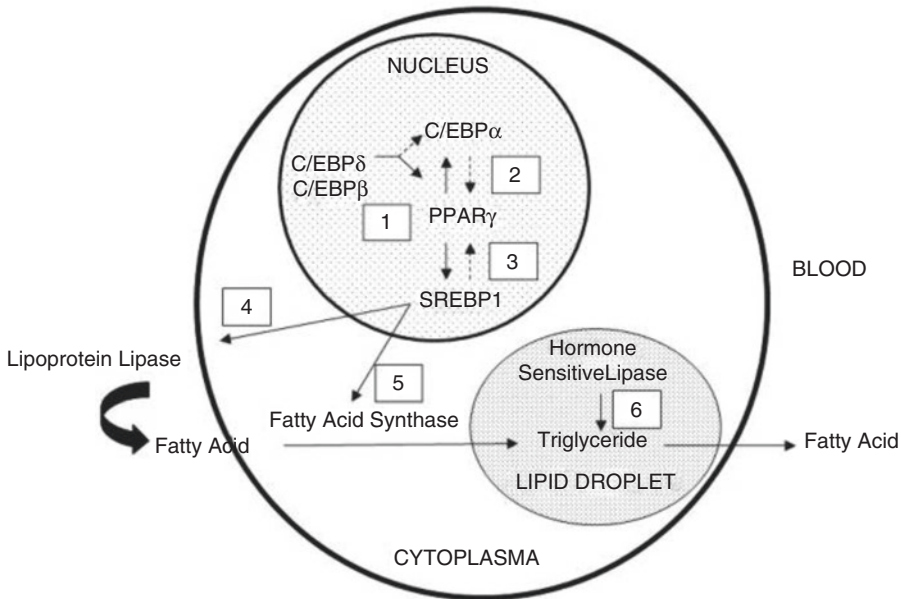 NUCLEUS
C/EBPα
C/EBPδ
C/EBPβ
2
1
PPARγ
3
SREBP1
BLOOD
4
Lipoprotein Lipase
5
Hormone
SensitiveLipase
6
Fatty Acid Synthase
Fatty Acid
Triglyceride
Fatty Acid
LIPID DROPLET
CYTOPLASMA